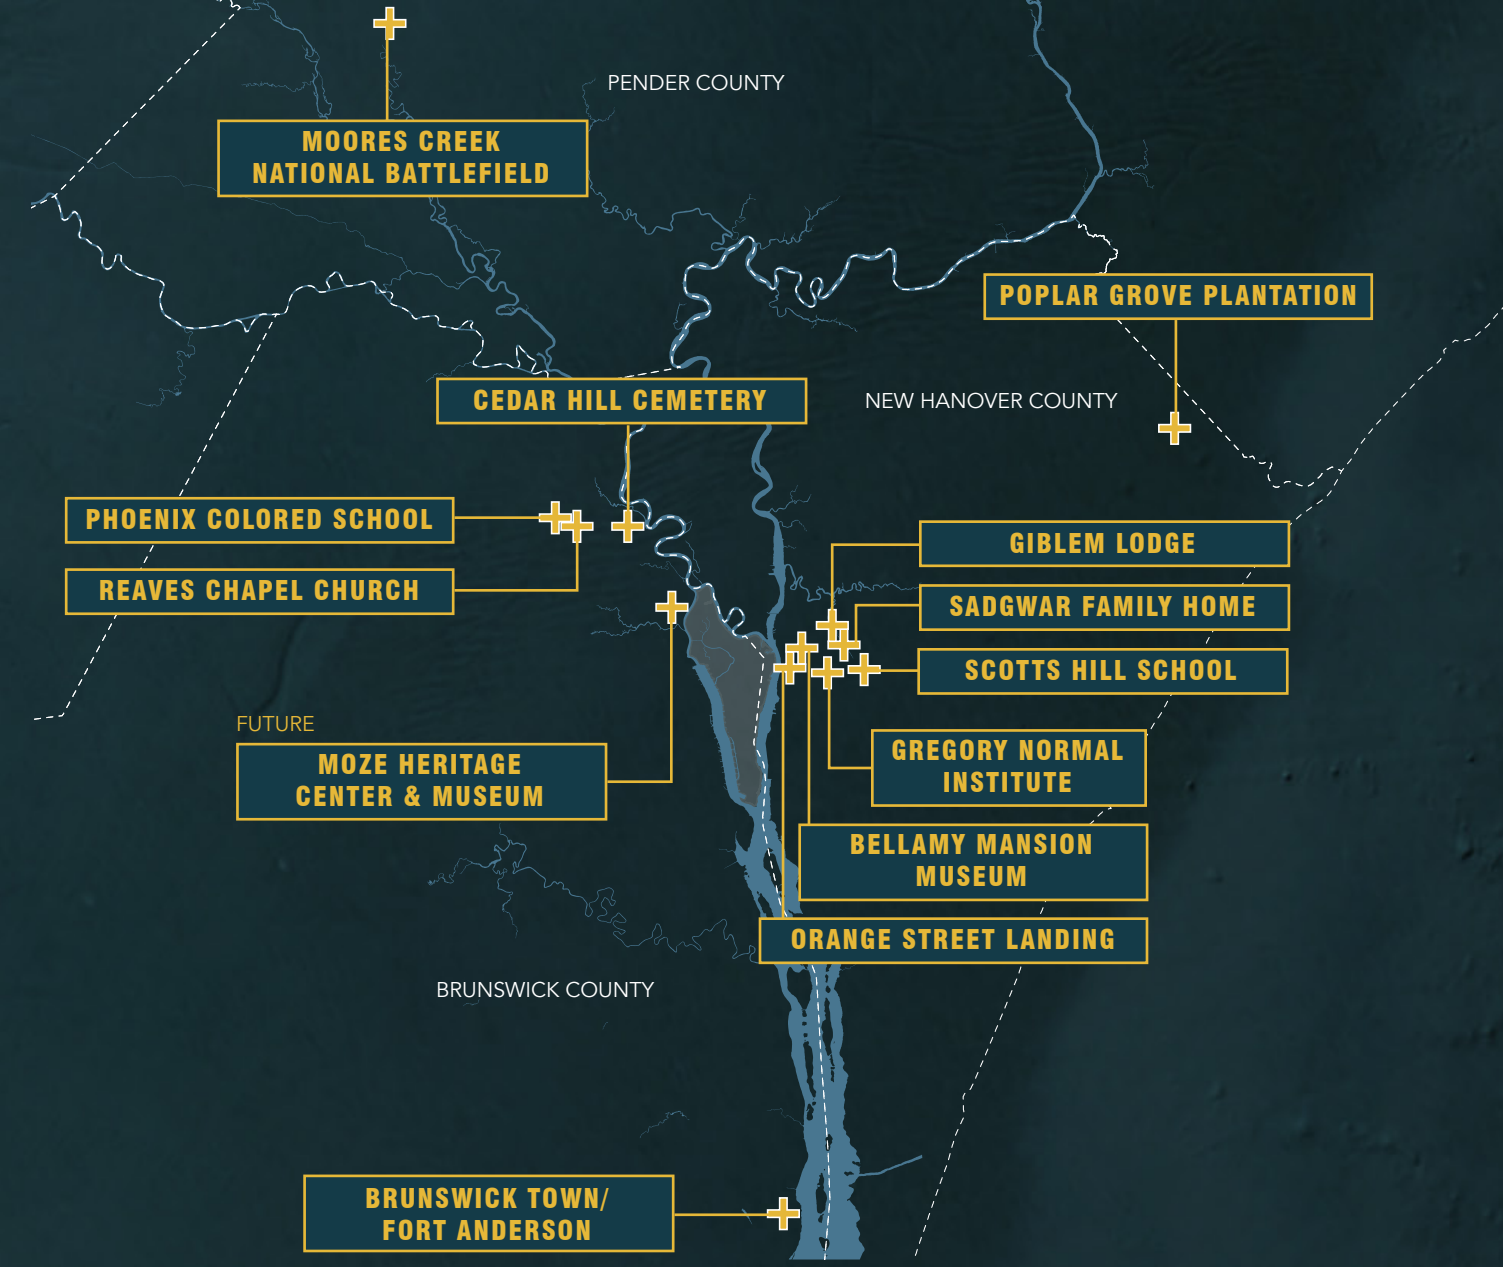 PENDER COUNTY
MOORES CREEK
NATIONAL BATTLEFIELD
POPLAR GROVE PLANTATION
CEDAR HILL CEMETERY
NEW HANOVER COUNTY
PHOENIX COLORED SCHOOL
REAVES CHAPEL CHURCH
GIBLEM LODGE
SADGWAR FAMILY HOME
SCOTTS HILL SCHOOL
FUTURE
MOZE HERITAGE
CENTER & MUSEUM
GREGORY NORMAL
INSTITUTE
BELLAMY MANSION
MUSEUM
ORANGE STREET LANDING
BRUNSWICK COUNTY
BRUNSWICK TOWN/
FORT ANDERSON